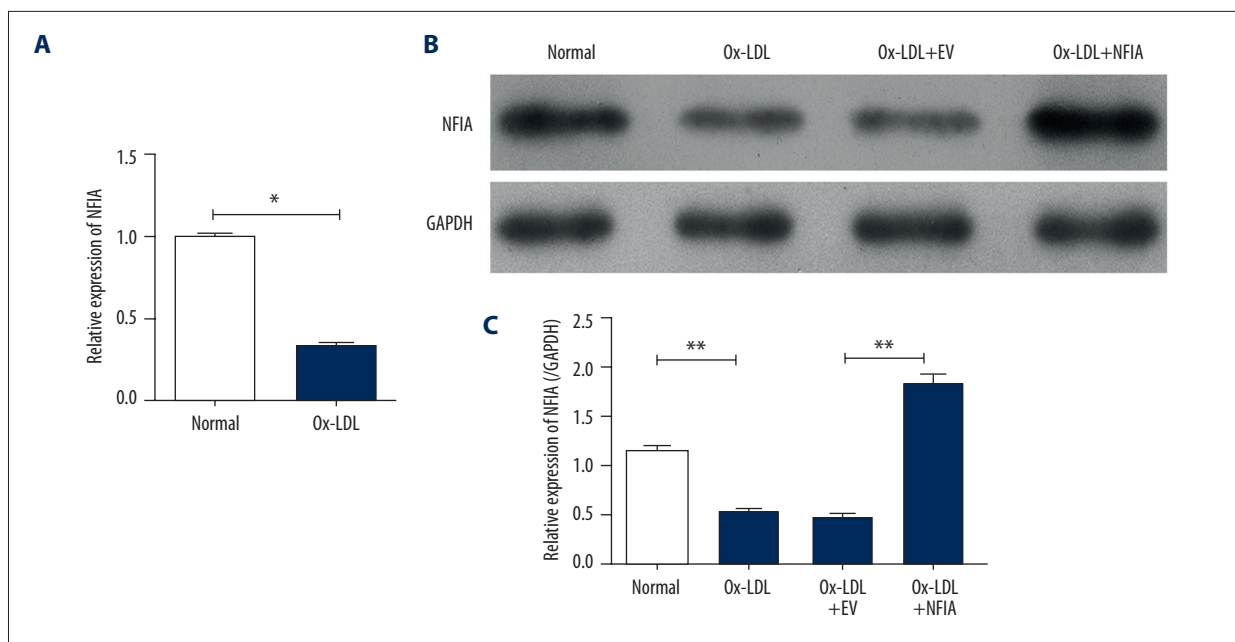 A
Relative expression of NFIA
1.5
1.0
0.5
0.0
*
Normal
Ox-LDL
B
Normal
Ox-LDL
Ox-LDL+EV
Ox-LDL+NFIA
NFIA
GAPDH
C
Relative expression of NFIA (/GAPDH)
2.5
2.0
1.5
1.0
0.5
0.0
**
**
Normal
Ox-LDL
Ox-LDL
+EV
Ox-LDL
+NFIA